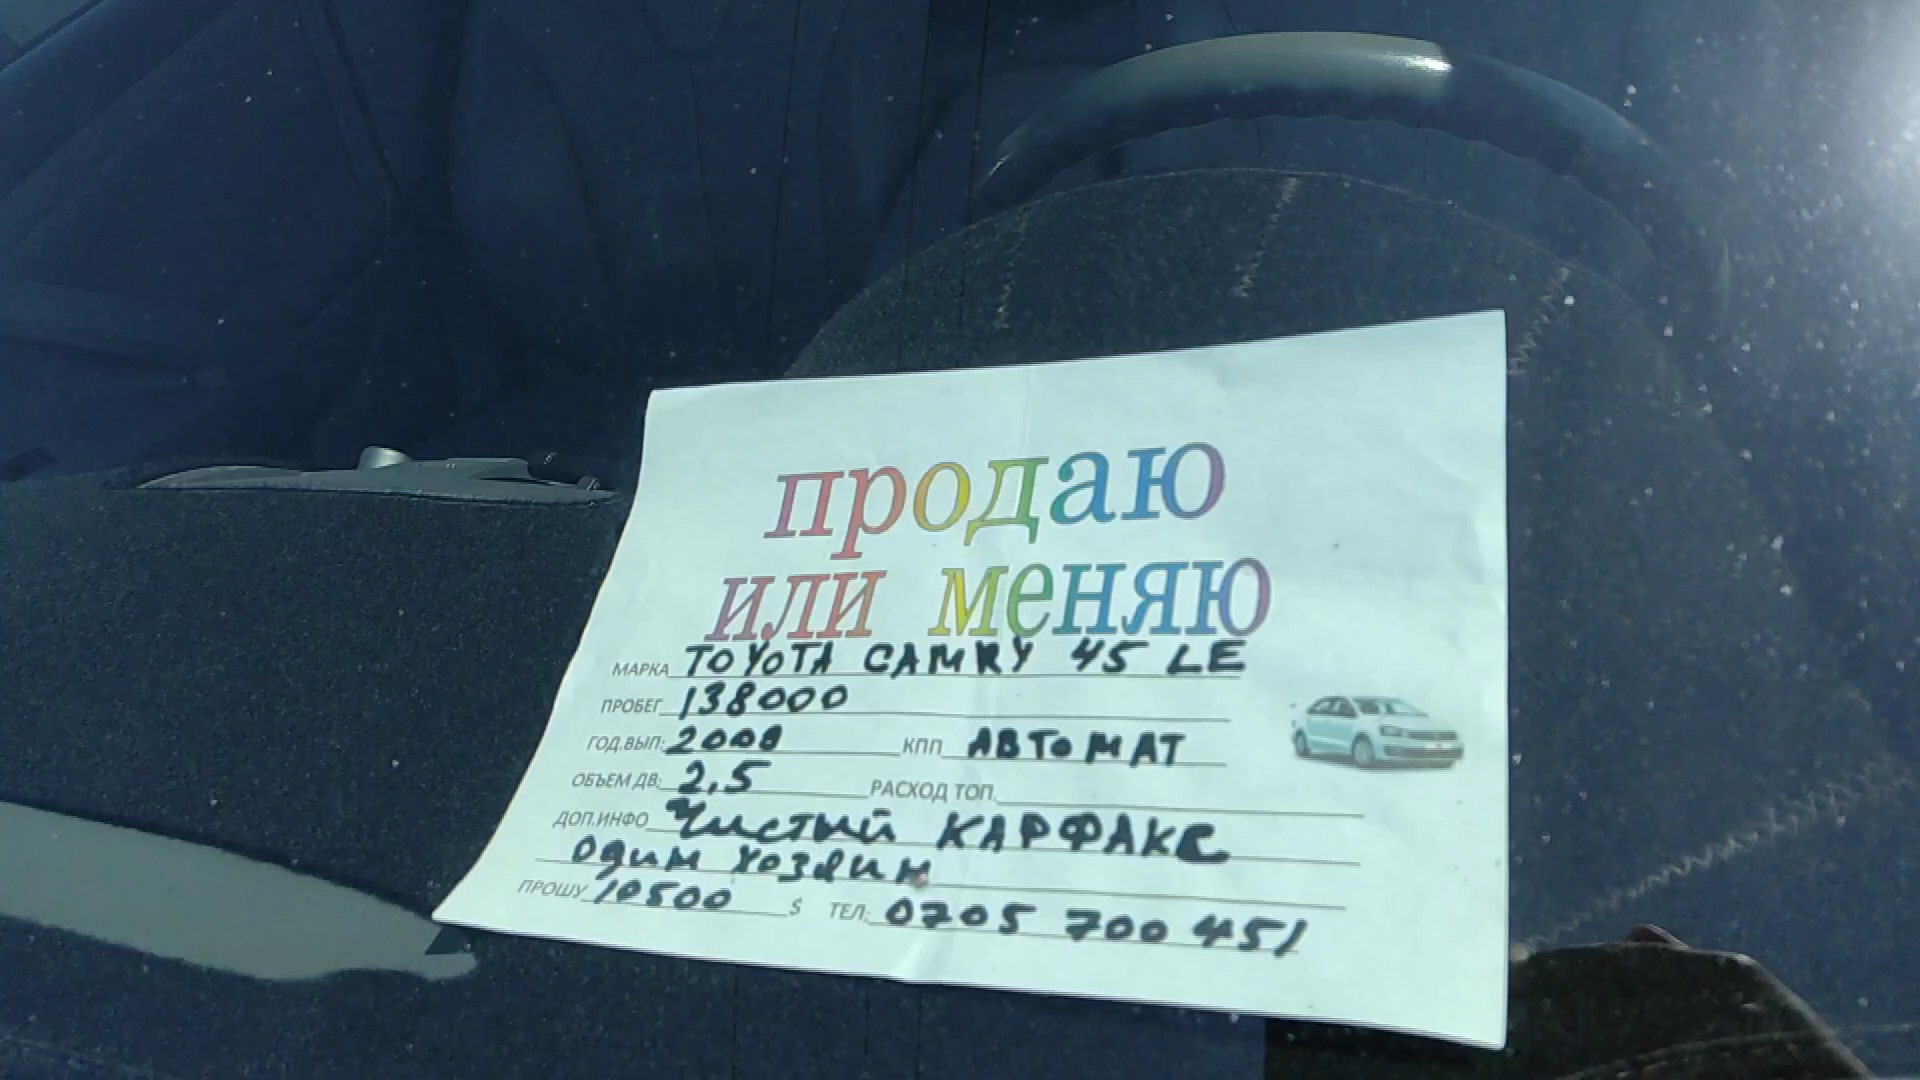 продаю
или меняю
МАРКА TOYOTA CAMRY 45 LE
ПРОБЕГ 138000
ГОД.ВЫП: 2008 КПП АВТОМАТ
ОБЪЕМ ДВ: 2,5 РАСХОД ТОП.
ДОП.ИНФО Чистый КАРФАКС
Один хозяин
ПРОШУ 10500 $ ТЕЛ: 0705 700 451